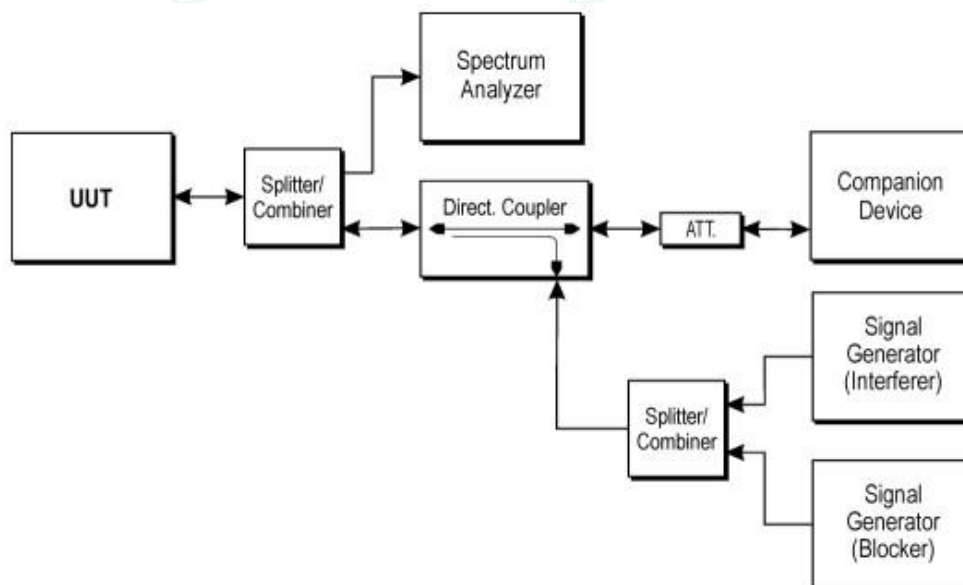 Spectrum
Analyzer
UUT
Splitter/
Combiner
Direct. Coupler
ATT.
Companion
Device
Signal
Generator
(Interferer)
Splitter/
Combiner
Signal
Generator
(Blocker)